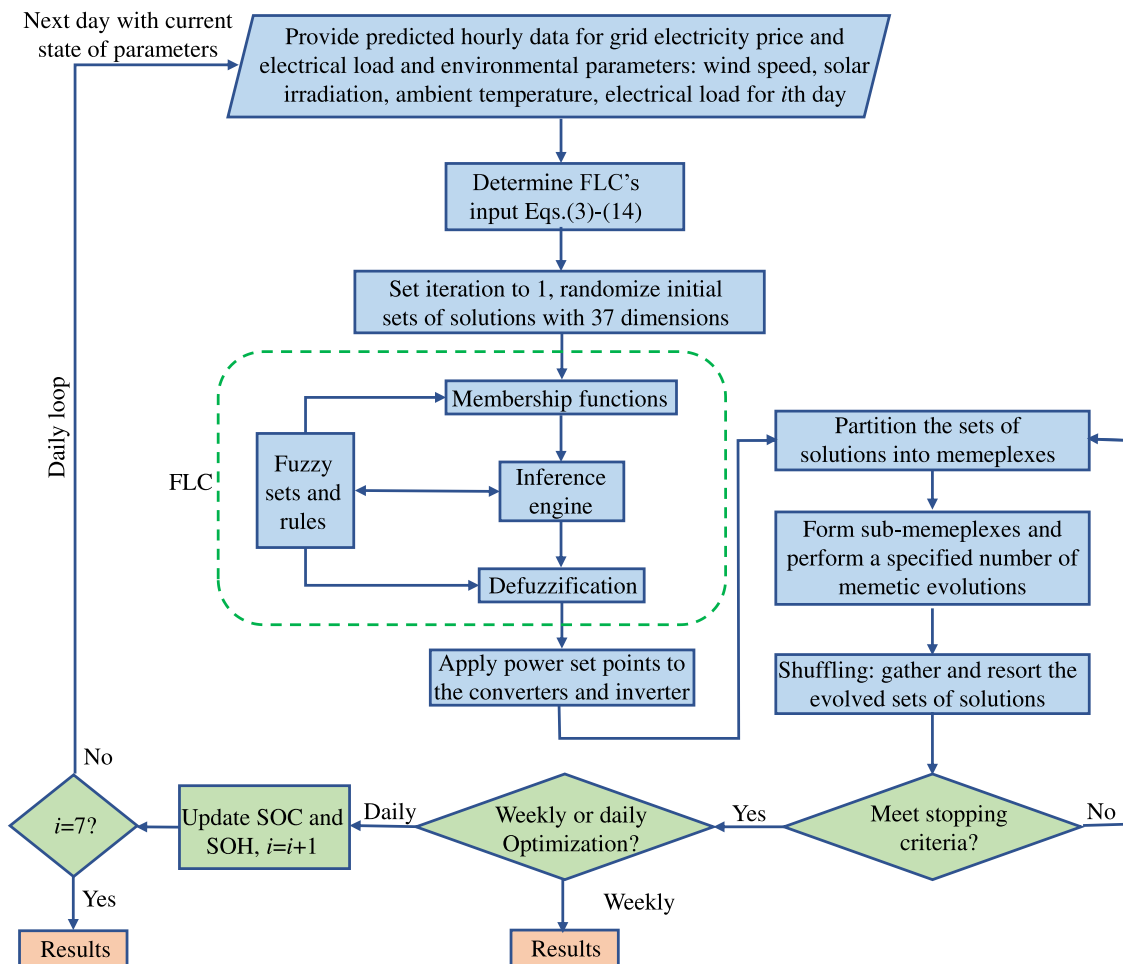 Next day with current
state of parameters
Provide predicted hourly data for grid electricity price and
electrical load and environmental parameters: wind speed, solar
irradiation, ambient temperature, electrical load for ith day
Determine FLC's
input Eqs.(3)-(14)
Set iteration to 1, randomize initial
sets of solutions with 37 dimensions
Daily loop
FLC
Membership functions
Fuzzy
sets and
rules
Inference
engine
Defuzzification
Apply power set points to
the converters and inverter
Partition the sets of
solutions into memeplexes
Form sub-memeplexes and
perform a specified number of
memetic evolutions
Shuffling: gather and resort the
evolved sets of solutions
Meet stopping
criteria?
No
Yes
Weekly or daily
Optimization?
Daily
Weekly
Results
Update SOC and
SOH, i=i+1
i=7?
No
Yes
Results